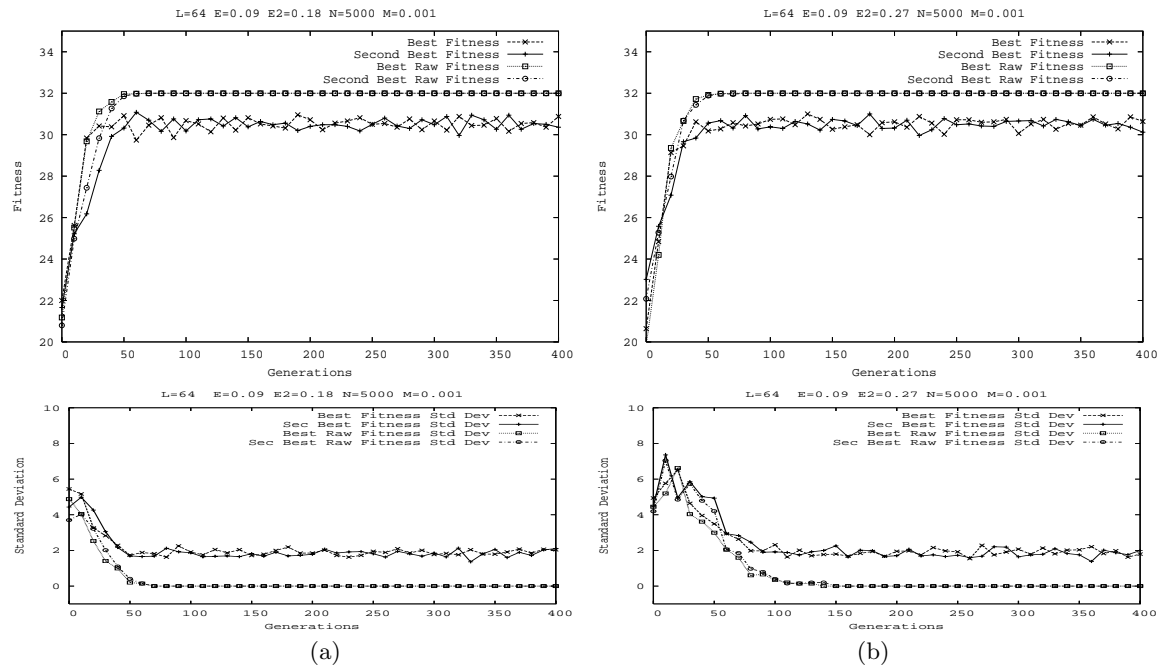 L=64 E=0.09 E2=0.18 N=5000 M=0.001
Best Fitness
Second Best Fitness
Best Raw Fitness
Second Best Raw Fitness
34
32
30
28
26
24
22
20
Fitness
0 50 100 150 200 250 300 350 400
Generations
L=64 E=0.09 E2=0.27 N=5000 M=0.001
Best Fitness
Second Best Fitness
Best Raw Fitness
Second Best Raw Fitness
34
32
30
28
26
24
22
20
Fitness
0 50 100 150 200 250 300 350 400
Generations
L=64 E=0.09 E2=0.18 N=5000 M=0.001
Best Fitness Std Dev
Sec Best Fitness Std Dev
Best Raw Fitness Std Dev
Sec Best Raw Fitness Std Dev
10
8
6
4
2
0
Standard Deviation
0 50 100 150 200 250 300 350 400
Generations
(a)
L=64 E=0.09 E2=0.27 N=5000 M=0.001
Best Fitness Std Dev
Sec Best Fitness Std Dev
Best Raw Fitness Std Dev
Sec Best Raw Fitness Std Dev
10
8
6
4
2
0
Standard Deviation
0 50 100 150 200 250 300 350 400
Generations
(b)